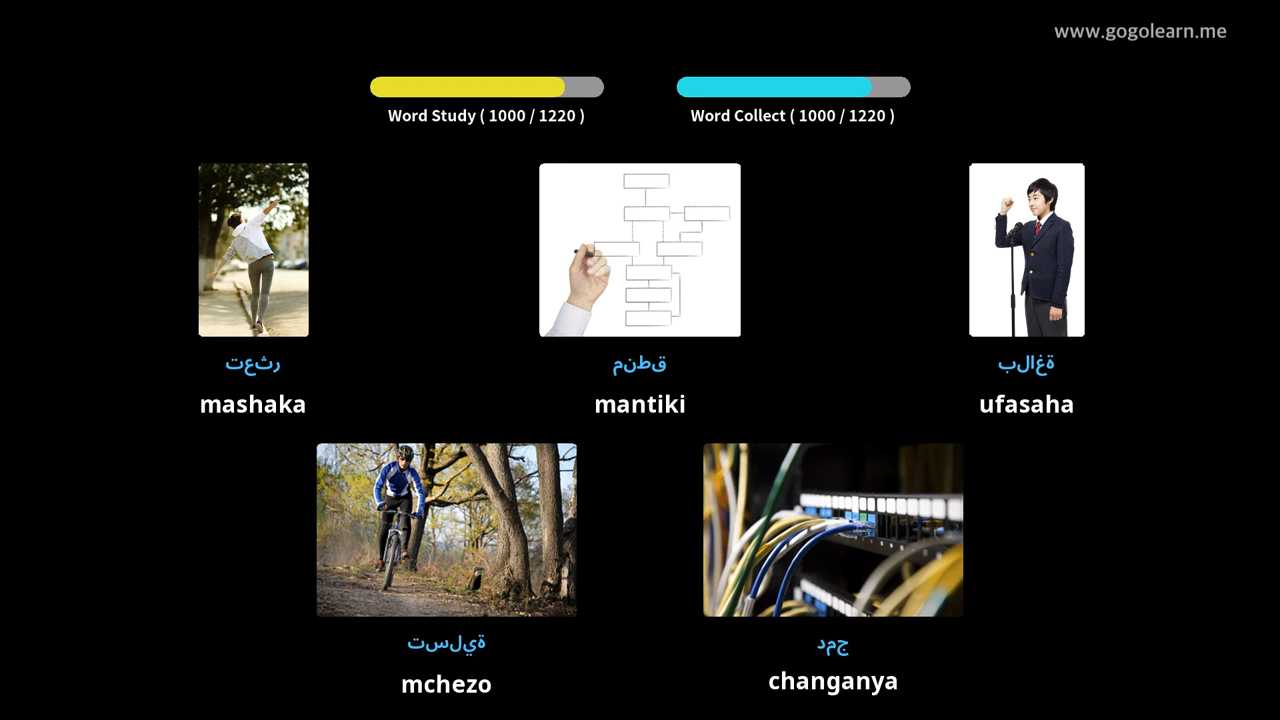 www.gogolearn.me
Word Study ( 1000 / 1220 )
Word Collect ( 1000 / 1220 )
تعثر
منطق
بلاغة
mashaka
mantiki
ufasaha
تسلية
دمج
mchezo
changanya